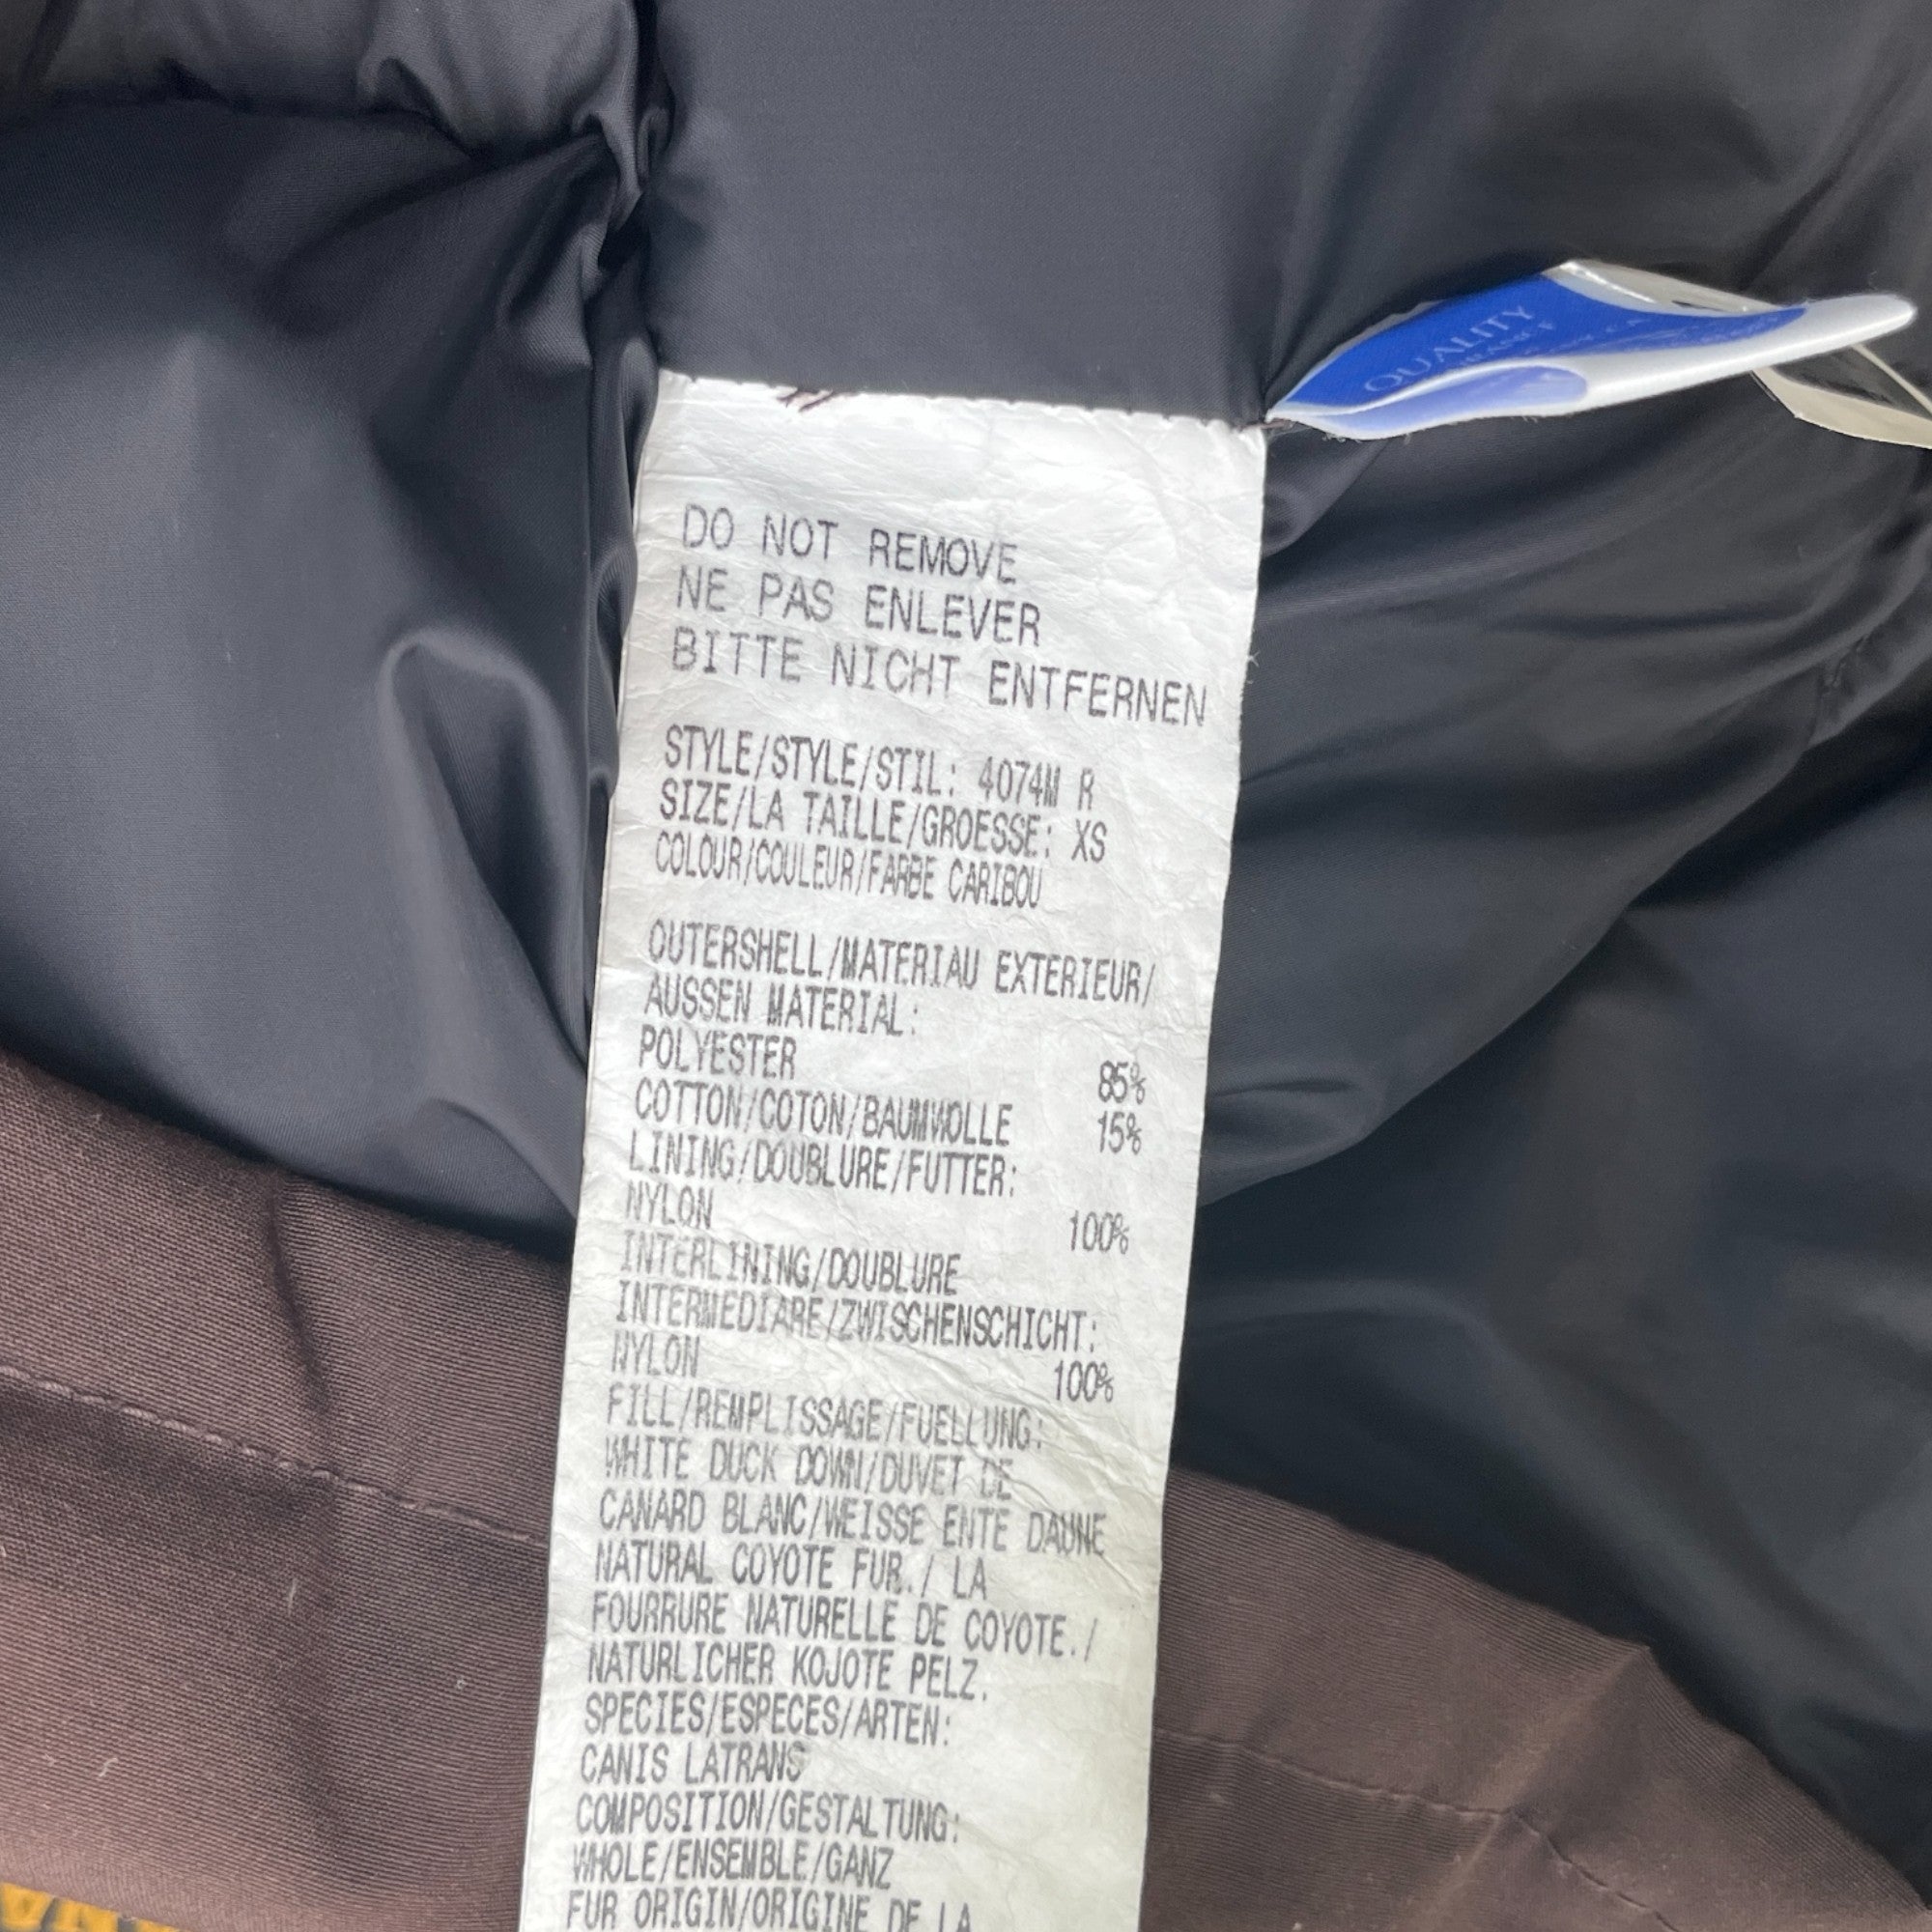 QUALITY
DO NOT REMOVE
NE PAS ENLEVER
BITTE NICHT ENTFERNEN
STYLE/STYLE/STIL: 4074M R
SIZE/LA TAILLE/GROESSE: XS
COLOUR/COULEUR/FARBE CARIBOU
OUTERSHELL/MATERIAU EXTERIEUR/
AUSSEN MATERIAL:
POLYESTER 85%
COTTON/COTON/BAUMWOLLE 15%
LINING/DOUBLURE/FUTTER:
NYLON 100%
INTERLINING/DOUBLURE
INTERMEDIARE/ZWISCHENSCHICHT:
NYLON 100%
FILL/REMPLISSAGE/FUELLUNG:
WHITE DUCK DOWN/DUVET DE
CANARD BLANC/WEISSE ENTE DAUNE
NATURAL COYOTE FUR./ LA
FOURRURE NATURELLE DE COYOTE./
NATURLICHER KOJOTE PELZ.
SPECIES/ESPECES/ARTEN:
CANIS LATRANS
COMPOSITION/GESTALTUNG:
WHOLE/ENSEMBLE/GANZ
FUR ORIGIN/ORIGINE DE LA